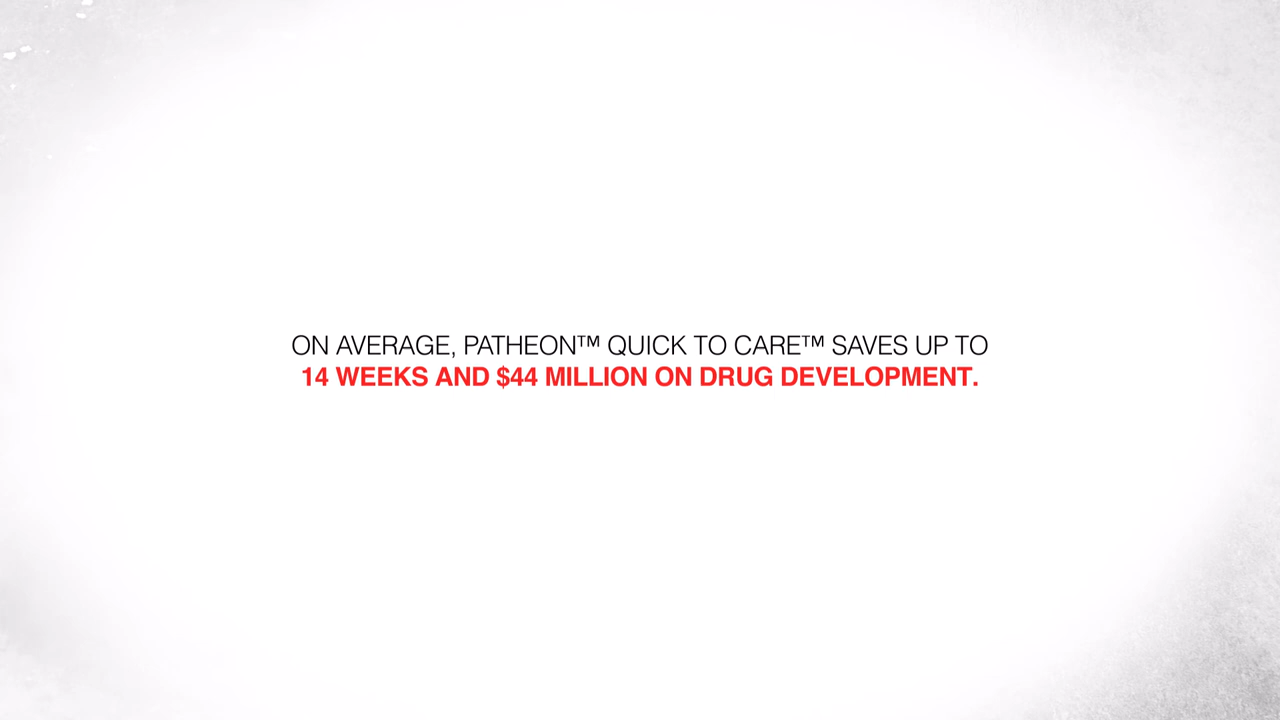 ON AVERAGE, PATHEON™ QUICK TO CARE™ SAVES UP TO
14 WEEKS AND $44 MILLION ON DRUG DEVELOPMENT.